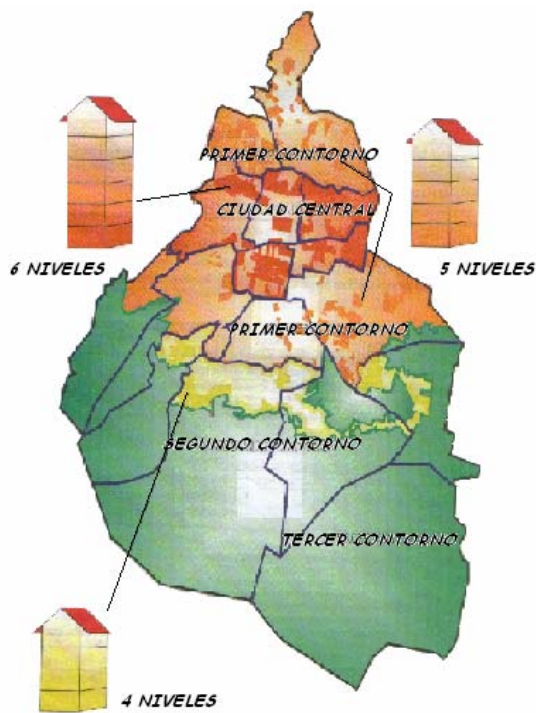 PRIMER CONTORNO
CIUDAD CENTRAL
6 NIVELES
5 NIVELES
PRIMER CONTORNO
SEGUNDO CONTORNO
TERCER CONTORNO
4 NIVELES